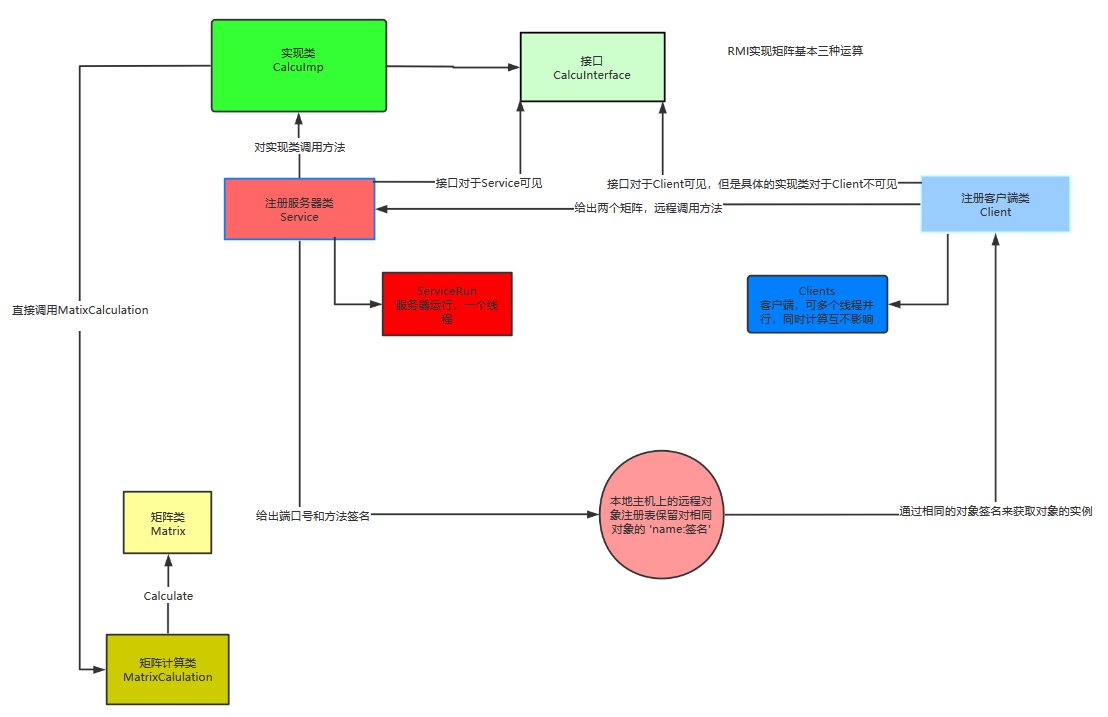 实现类
CalcuImp
接口
CalcuInterface
RMI实现矩阵基本三种运算
对实现类调用方法
接口对于Service可见
接口对于Client可见，但是具体的实现类对于Client不可见
注册服务器类
Service
给出两个矩阵，远程调用方法
注册客户端类
Client
直接调用MatixCalculation
ServiceRun
服务器运行，一个线
程
Clients
客户端，可多个线程并
行，同时计算互不影响
本地主机上的远程对
象注册表保留对相同
对象的 'name:签名'
给出端口号和方法签名
通过相同的对象签名来获取对象的实例
矩阵类
Matrix
Calculate
矩阵计算类
MatrixCalulation